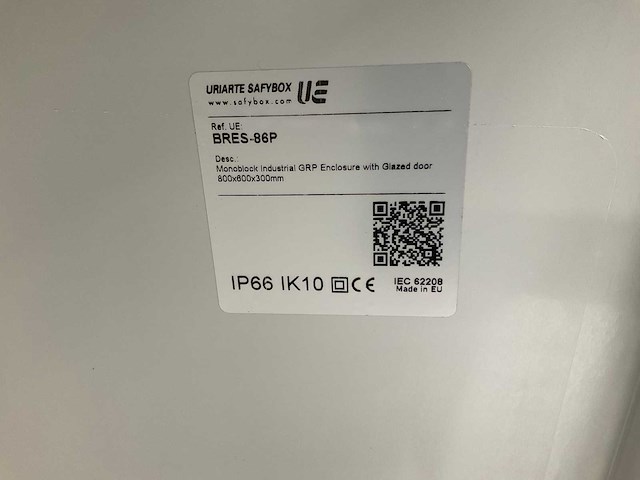 URIARTE SAFYBOX UE
www.safybox.com
Ref. UE:
BRES-86P
Desc.:
Monoblock Industrial GRP Enclosure with Glazed door
800x600x300mm
IP66 IK10 CE
IEC 62208
Made in EU